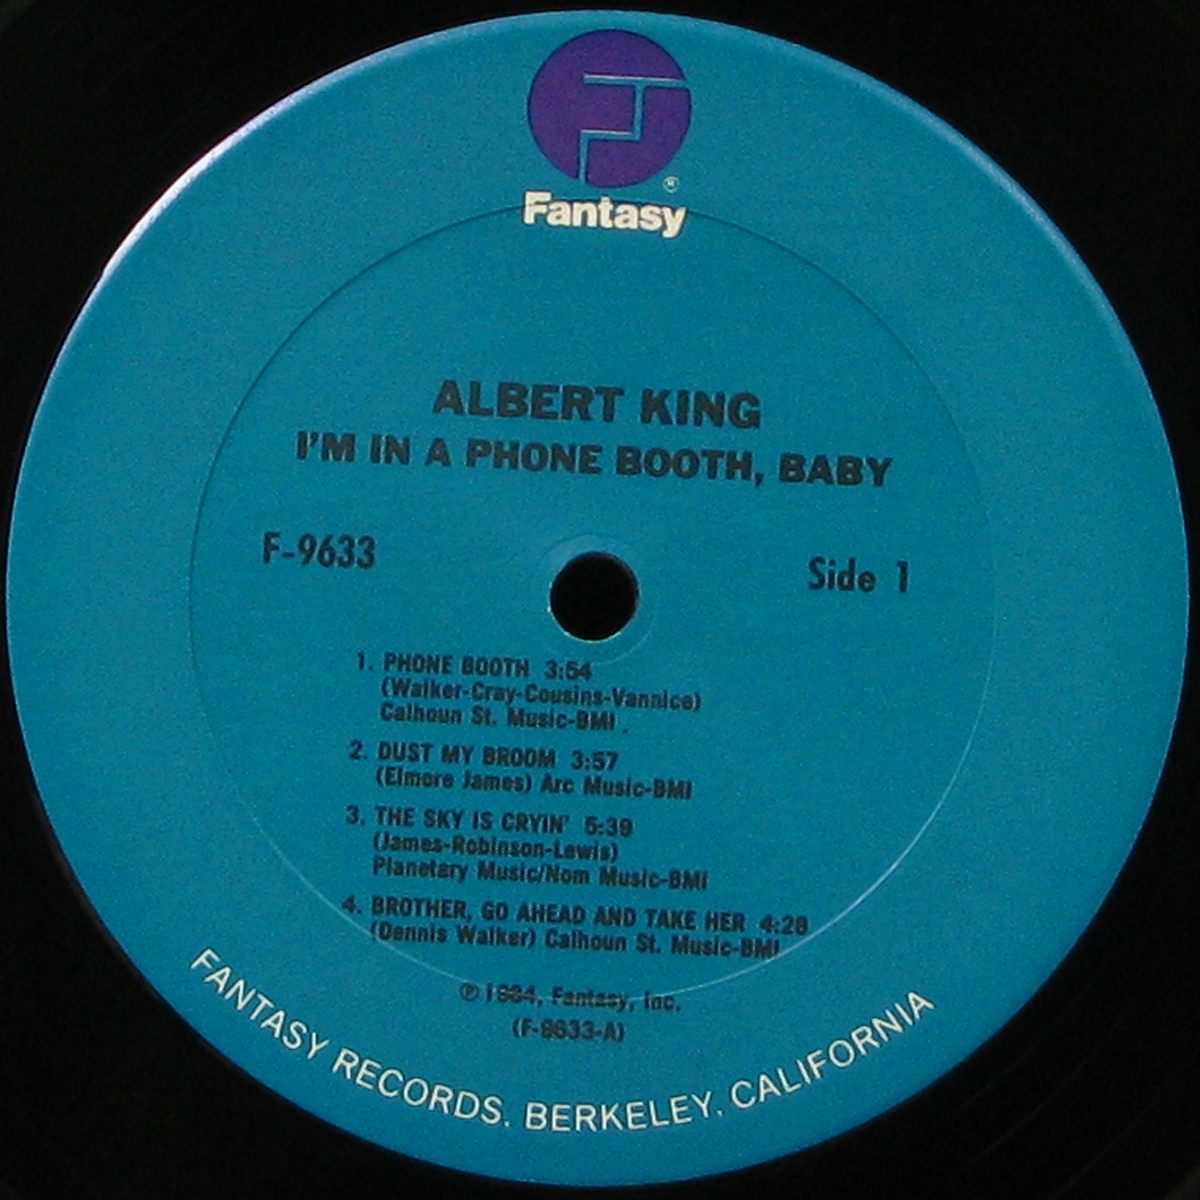 F
®
Fantasy
ALBERT KING
I'M IN A PHONE BOOTH, BABY
F-9633
Side 1
1. PHONE BOOTH 3:54
(Walker-Cray-Cousins-Vannice)
Calhoun St. Music-BMI
2. DUST MY BROOM 3:57
(Elmore James) Arc Music-BMI
3. THE SKY IS CRYIN' 5:39
(James-Robinson-Lewis)
Planetary Music/Nom Music-BMI
4. BROTHER, GO AHEAD AND TAKE HER 4:28
(Dennis Walker) Calhoun St. Music-BMI
℗ 1984, Fantasy, Inc.
(F-9633-A)
FANTASY RECORDS, BERKELEY, CALIFORNIA